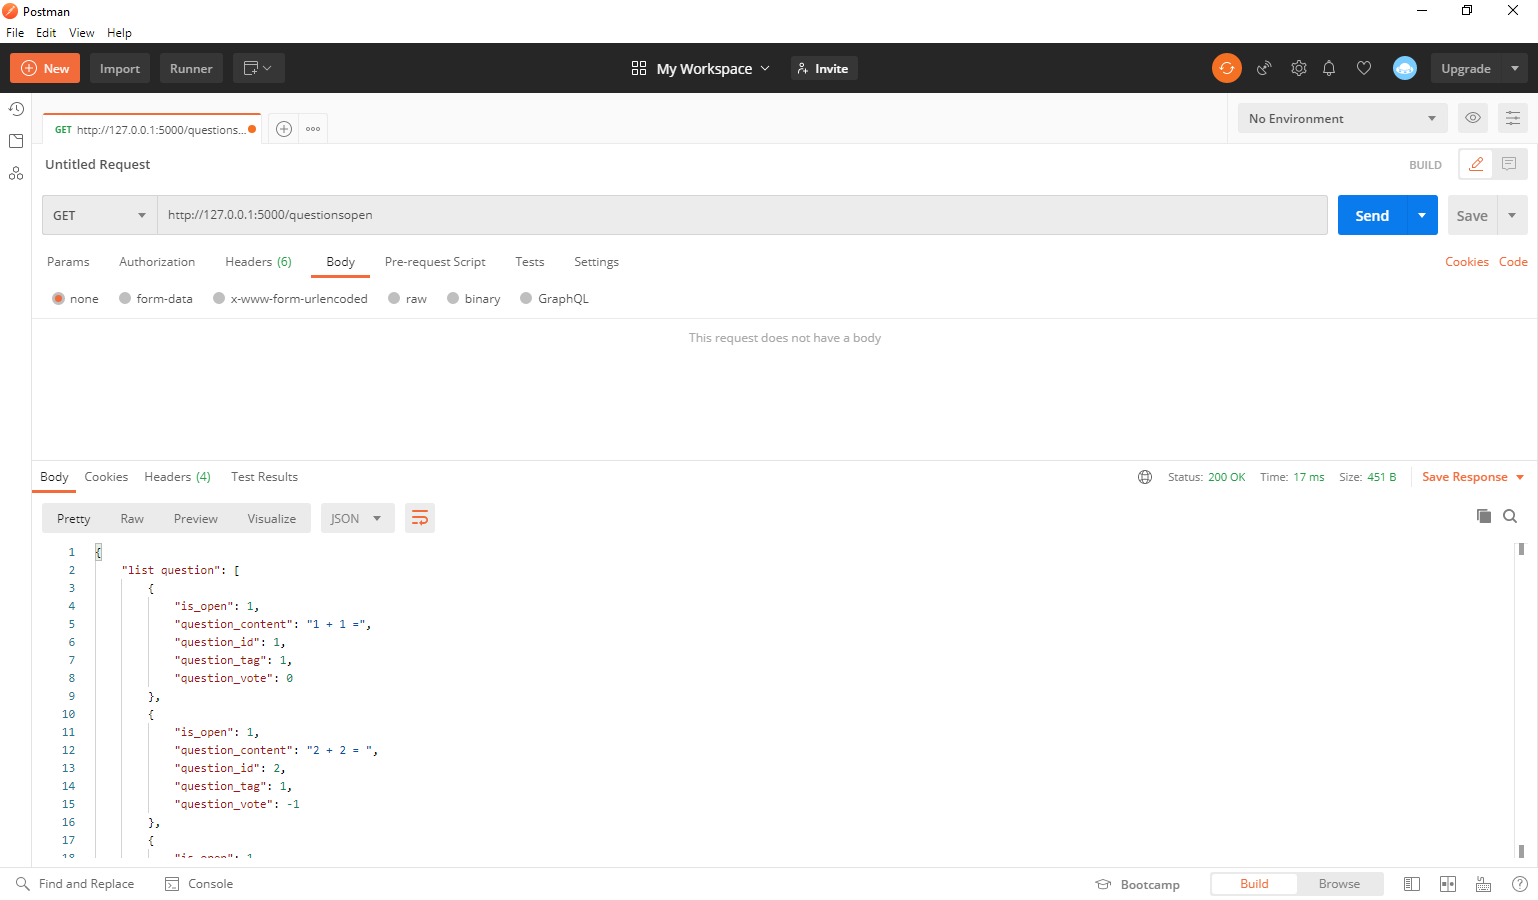 Postman
File Edit View Help
New Import Runner My Workspace Invite Upgrade
GET http://127.0.0.1:5000/questions... No Environment
Untitled Request BUILD
GET http://127.0.0.1:5000/questionsopen Send Save
Params Authorization Headers (6) Body Pre-request Script Tests Settings Cookies Code
none form-data x-www-form-urlencoded raw binary GraphQL
This request does not have a body
Body Cookies Headers (4) Test Results Status: 200 OK Time: 17 ms Size: 451 B Save Response
Pretty Raw Preview Visualize JSON
1 {
2 "list question": [
3 {
4 "is_open": 1,
5 "question_content": "1 + 1 =",
6 "question_id": 1,
7 "question_tag": 1,
8 "question_vote": 0
9 },
10 {
11 "is_open": 1,
12 "question_content": "2 + 2 = ",
13 "question_id": 2,
14 "question_tag": 1,
15 "question_vote": -1
16 },
17 {
18 "is_open": 1
Find and Replace Console Bootcamp Build Browse